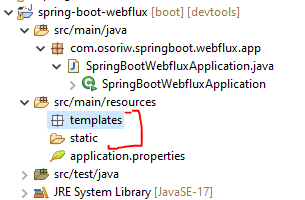 spring-boot-webflux [boot] [devtools]
src/main/java
com.osoriw.springboot.webflux.app
SpringBootWebfluxApplication.java
SpringBootWebfluxApplication
src/main/resources
templates
static
application.properties
src/test/java
JRE System Library [JavaSE-17]